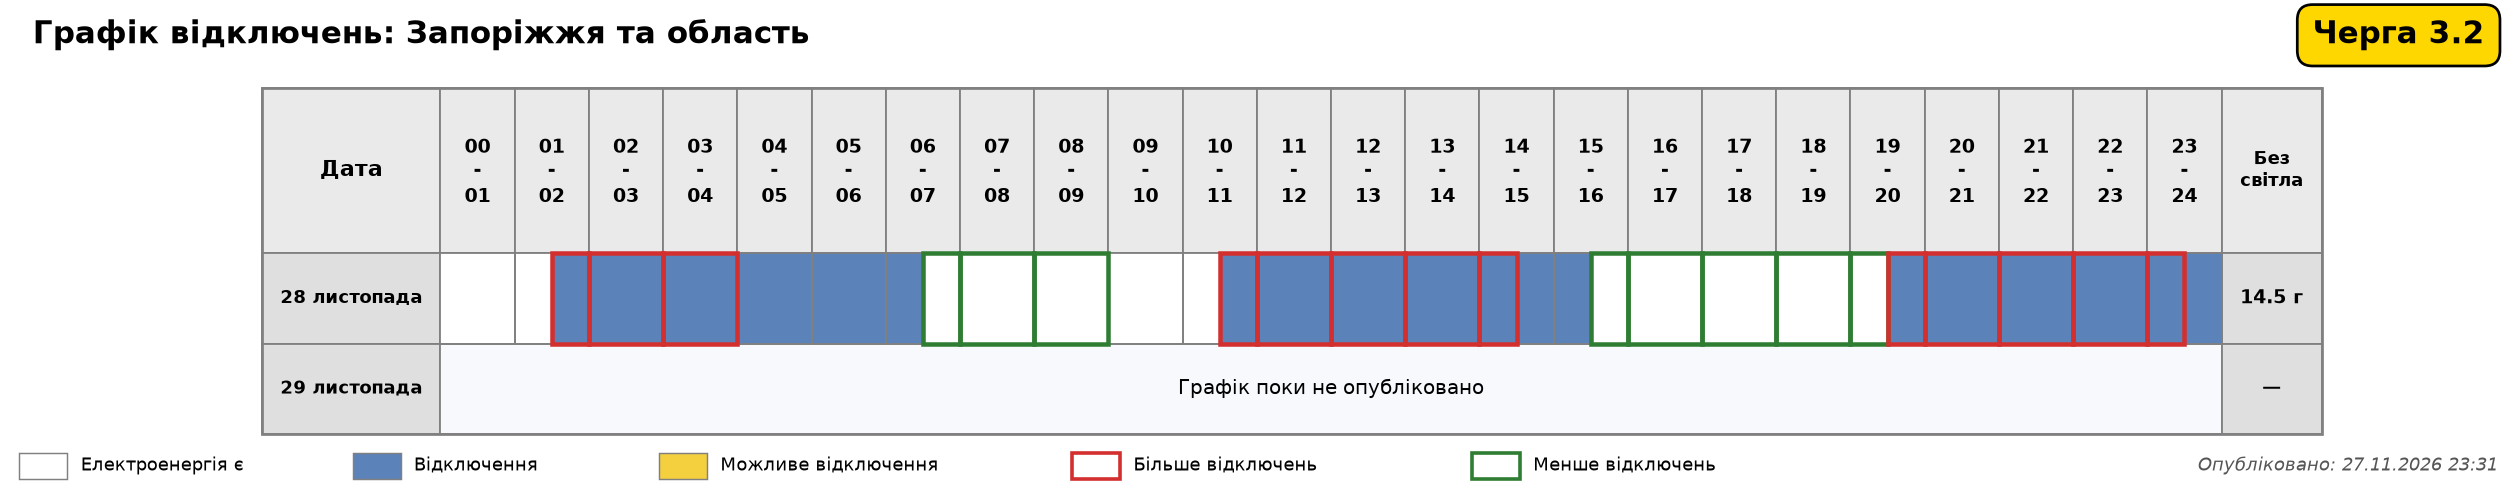 Графік відключень: Запоріжжя та область
Черга 3.2
Дата
00 - 01
01 - 02
02 - 03
03 - 04
04 - 05
05 - 06
06 - 07
07 - 08
08 - 09
09 - 10
10 - 11
11 - 12
12 - 13
13 - 14
14 - 15
15 - 16
16 - 17
17 - 18
18 - 19
19 - 20
20 - 21
21 - 22
22 - 23
23 - 24
Без
світла
28 листопада
14.5 г
29 листопада
Графік поки не опубліковано
—
Електроенергія є
Відключення
Можливе відключення
Більше відключень
Менше відключень
Опубліковано: 27.11.2026 23:31